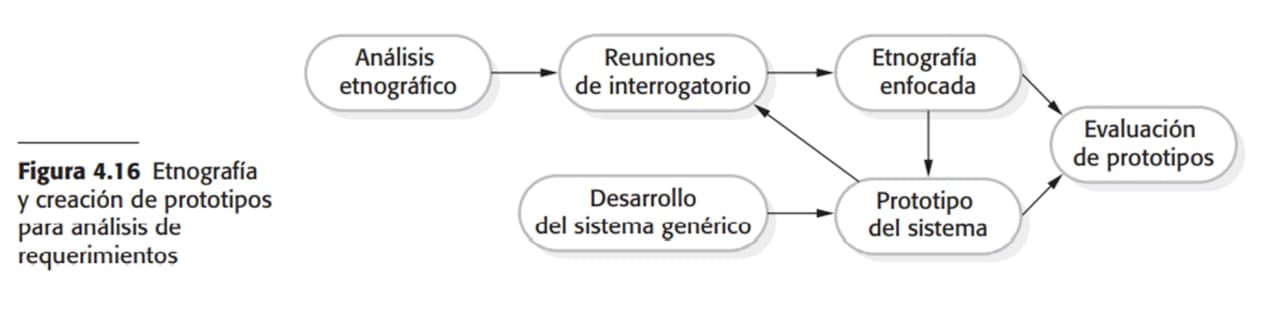 Análisis
etnográfico
Reuniones
de interrogatorio
Etnografía
enfocada
Evaluación
de prototipos
Desarrollo
del sistema genérico
Prototipo
del sistema
Figura 4.16 Etnografía
y creación de prototipos
para análisis de
requerimientos